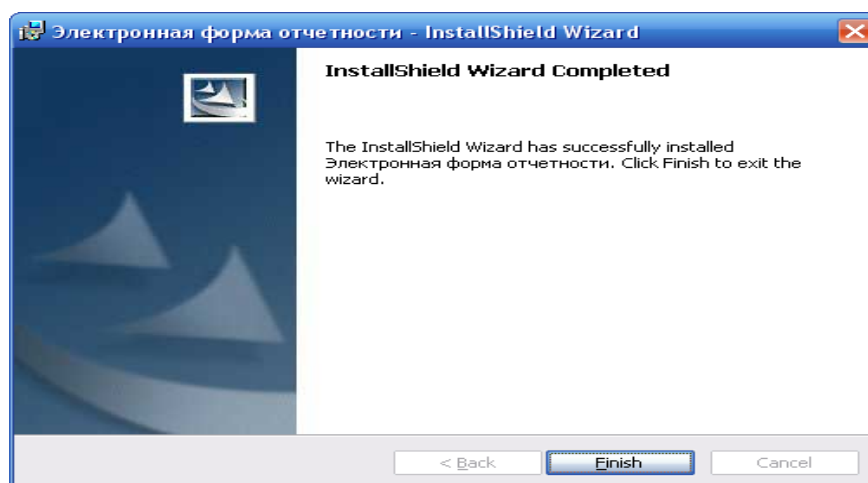 Электронная форма отчетности - InstallShield Wizard
InstallShield Wizard Completed
The InstallShield Wizard has successfully installed
Электронная форма отчетности. Click Finish to exit the
wizard.
< Back
Finish
Cancel